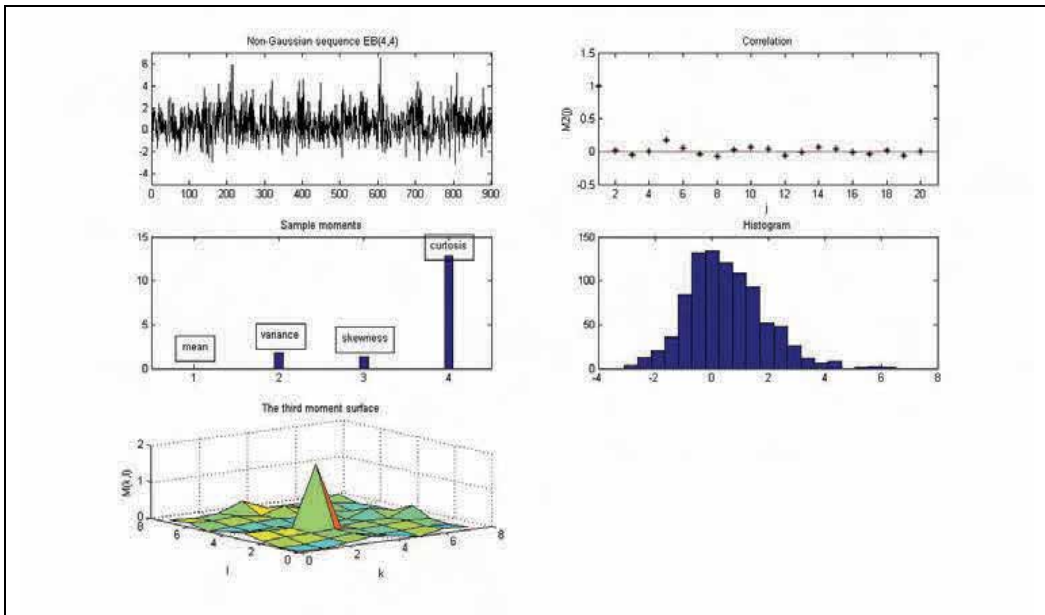 Non-Gaussian sequence EB(4,4)
6
4
2
0
-2
-4
0 100 200 300 400 500 600 700 800 900
Correlation
M2(j)
1.5
1
0.5
0
-0.5
2 4 6 8 10 12 14 16 18 20
j
Sample moments
15
10
5
0
mean
variance
skewness
curtosis
1 2 3 4
Histogram
150
100
50
0
-4 -2 0 2 4 6 8
The third moment surface
M(k,l)
2
1
0
8 6 4 2 0
0 2 4 6 8
l
k